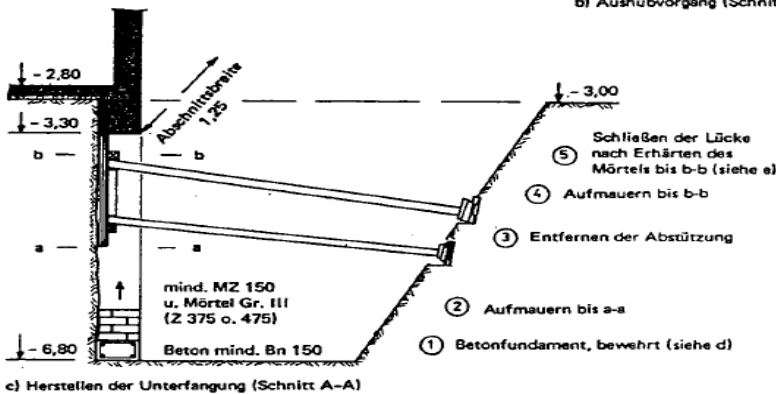 b) Aushubvorgang (Schnit
- 2,80
- 3,00
- 3,30
Abschnittsbreite
1,25
b
b
a
a
5 Schließen der Lücke
nach Erhärten des
Mörtels bis b-b (siehe e)
4 Aufmauern bis b-b
3 Entfernen der Abstützung
mind. MZ 150
u. Mörtel Gr. III
(Z 375 o. 475)
2 Aufmauern bis a-a
- 6,80
Beton mind. Bn 150
1 Betonfundament, bewehrt (siehe d)
c) Herstellen der Unterfangung (Schnitt A-A)